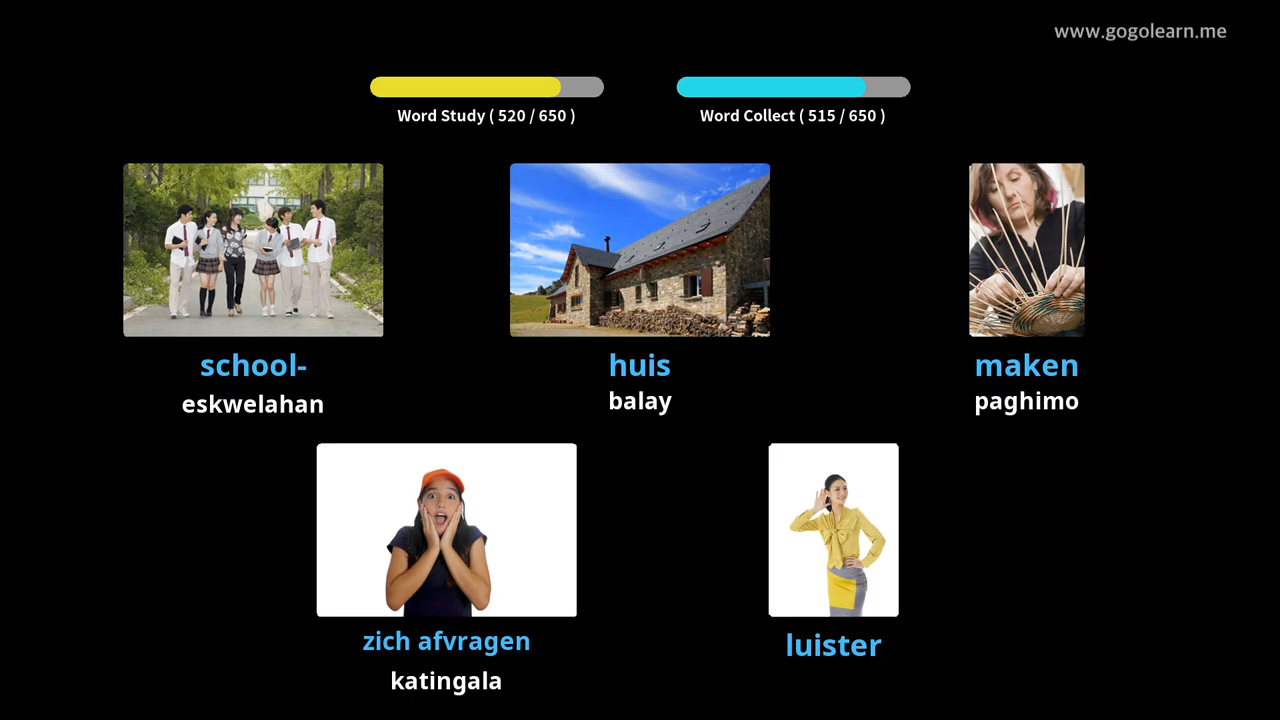 www.gogolearn.me
Word Study ( 520 / 650 )
Word Collect ( 515 / 650 )
school-
eskwelahan
huis
balay
maken
paghimo
zich afvragen
katingala
luister